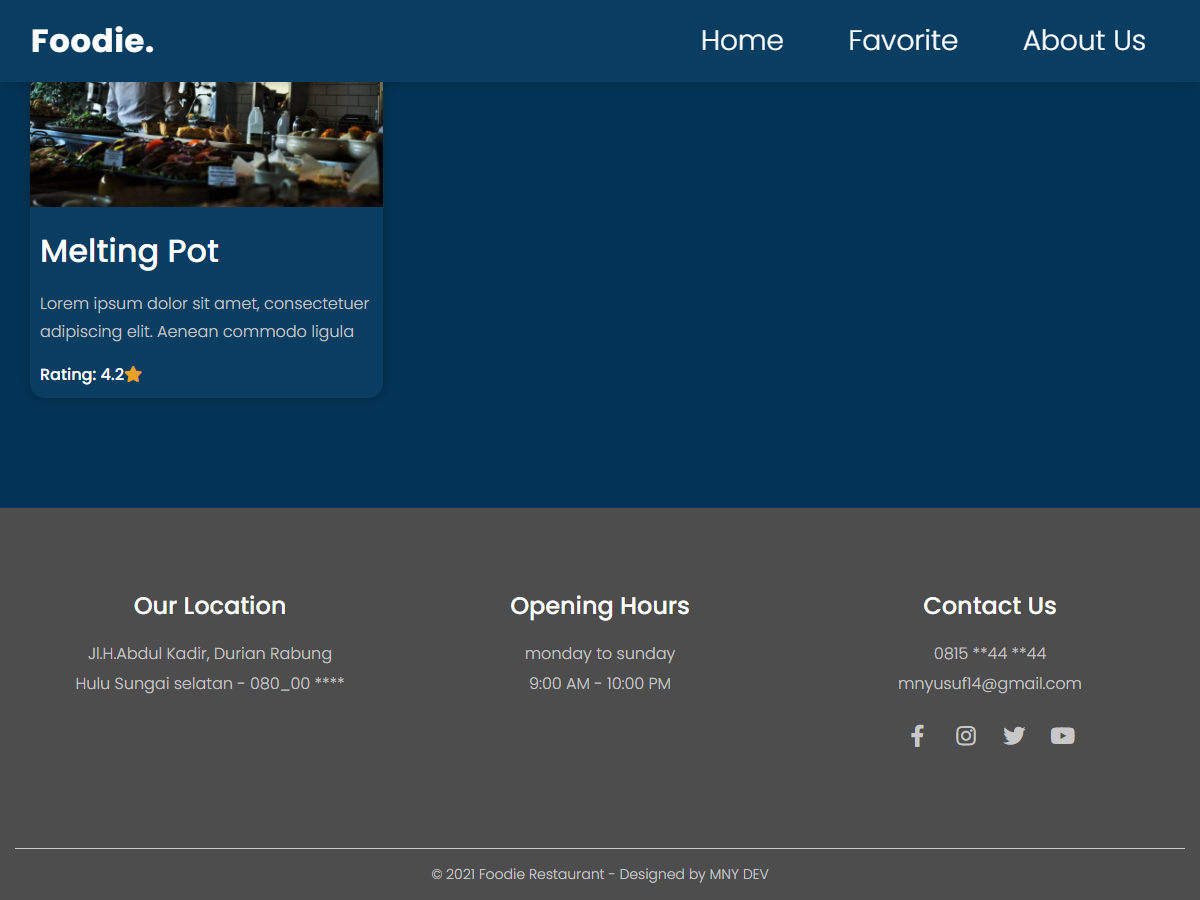 Foodie.
Home Favorite About Us
Melting Pot
Lorem ipsum dolor sit amet, consectetuer
adipiscing elit. Aenean commodo ligula
Rating: 4.2
Our Location
Jl.H.Abdul Kadir, Durian Rabung
Hulu Sungai selatan - 080_00 ****
Opening Hours
monday to sunday
9:00 AM - 10:00 PM
Contact Us
0815 **44 **44
mnyusuf14@gmail.com
© 2021 Foodie Restaurant - Designed by MNY DEV